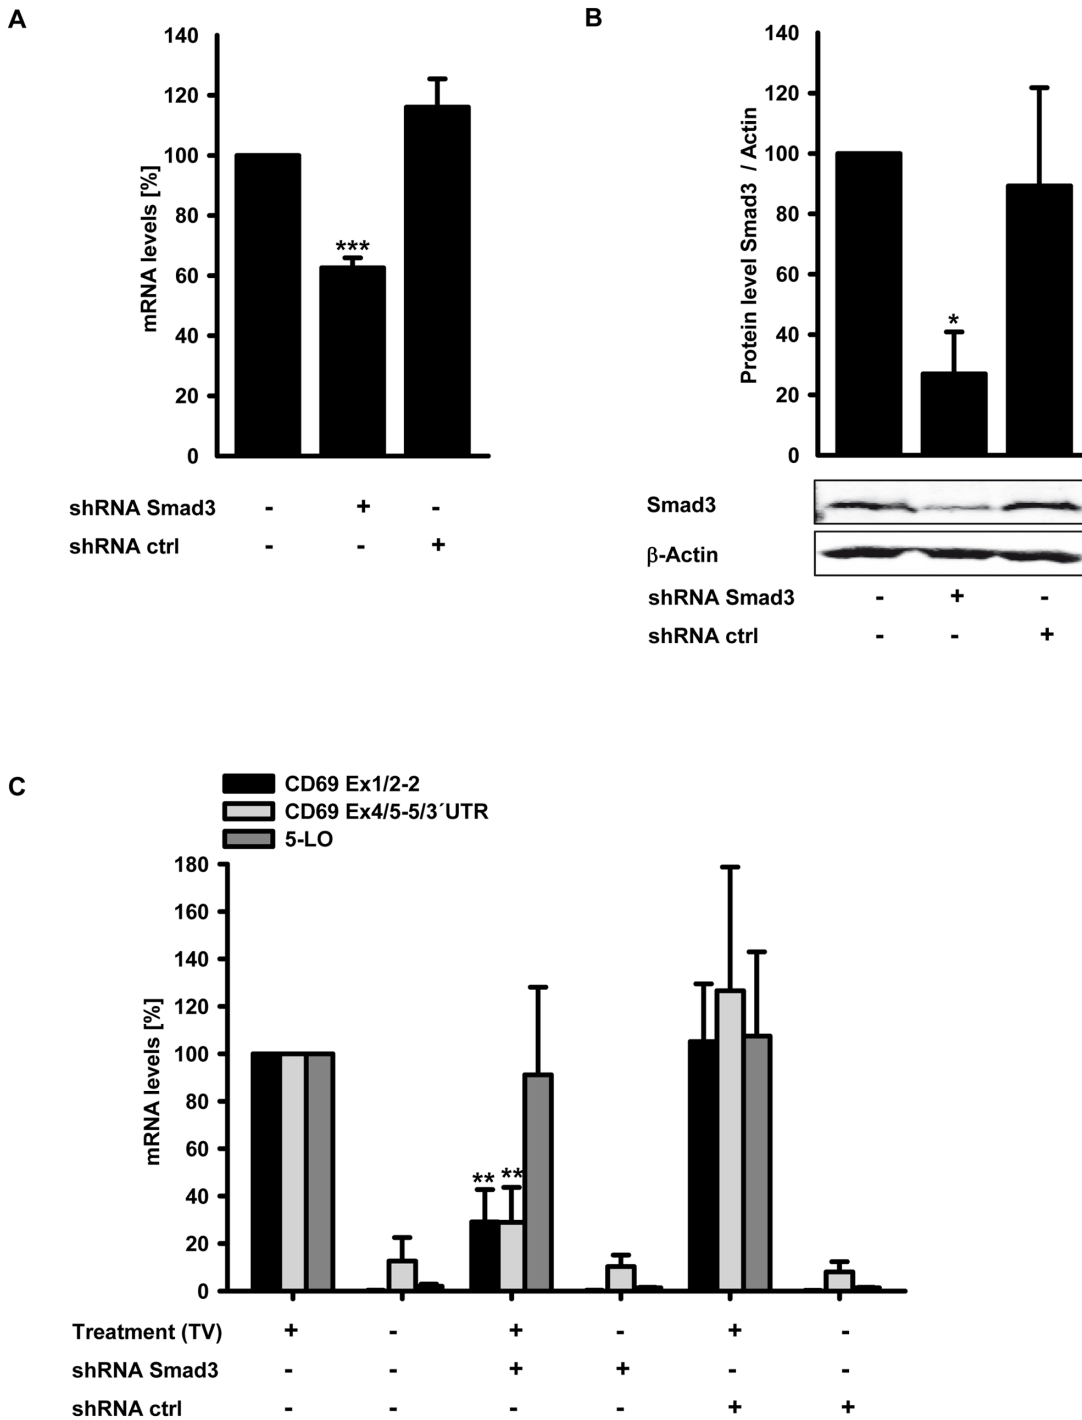 A
140
120
100
80
60
40
20
0
mRNA levels [%]
***
shRNA Smad3 - + -
shRNA ctrl - - +
B
140
120
100
80
60
40
20
0
Protein level Smad3 / Actin
*
Smad3
β-Actin
shRNA Smad3 - + -
shRNA ctrl - - +
C
CD69 Ex1/2-2
CD69 Ex4/5-5/3´UTR
5-LO
180
160
140
120
100
80
60
40
20
0
mRNA levels [%]
** **
Treatment (TV) + - + - + -
shRNA Smad3 - - + + - -
shRNA ctrl - - - - + +